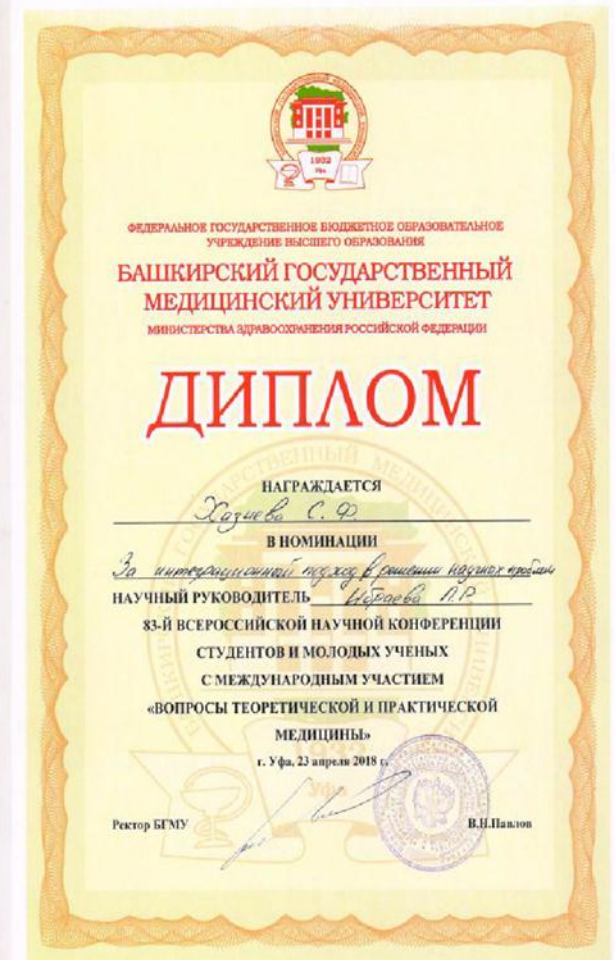 1932
Уфа
ФЕДЕРАЛЬНОЕ ГОСУДАРСТВЕННОЕ БЮДЖЕТНОЕ ОБРАЗОВАТЕЛЬНОЕ
УЧРЕЖДЕНИЕ ВЫСШЕГО ОБРАЗОВАНИЯ
БАШКИРСКИЙ ГОСУДАРСТВЕННЫЙ
МЕДИЦИНСКИЙ УНИВЕРСИТЕТ
МИНИСТЕРСТВА ЗДРАВООХРАНЕНИЯ РОССИЙСКОЙ ФЕДЕРАЦИИ
ДИПЛОМ
НАГРАЖДАЕТСЯ
Хазиева С. Ф.
В НОМИНАЦИИ
За интеграционный подход в решении научных проблем
НАУЧНЫЙ РУКОВОДИТЕЛЬ
83-Й ВСЕРОССИЙСКОЙ НАУЧНОЙ КОНФЕРЕНЦИИ
СТУДЕНТОВ И МОЛОДЫХ УЧЕНЫХ
С МЕЖДУНАРОДНЫМ УЧАСТИЕМ
«ВОПРОСЫ ТЕОРЕТИЧЕСКОЙ И ПРАКТИЧЕСКОЙ
МЕДИЦИНЫ»
г. Уфа, 23 апреля 2018 г.
1932
Уфа
Ректор БГМУ В.Н.Павлов